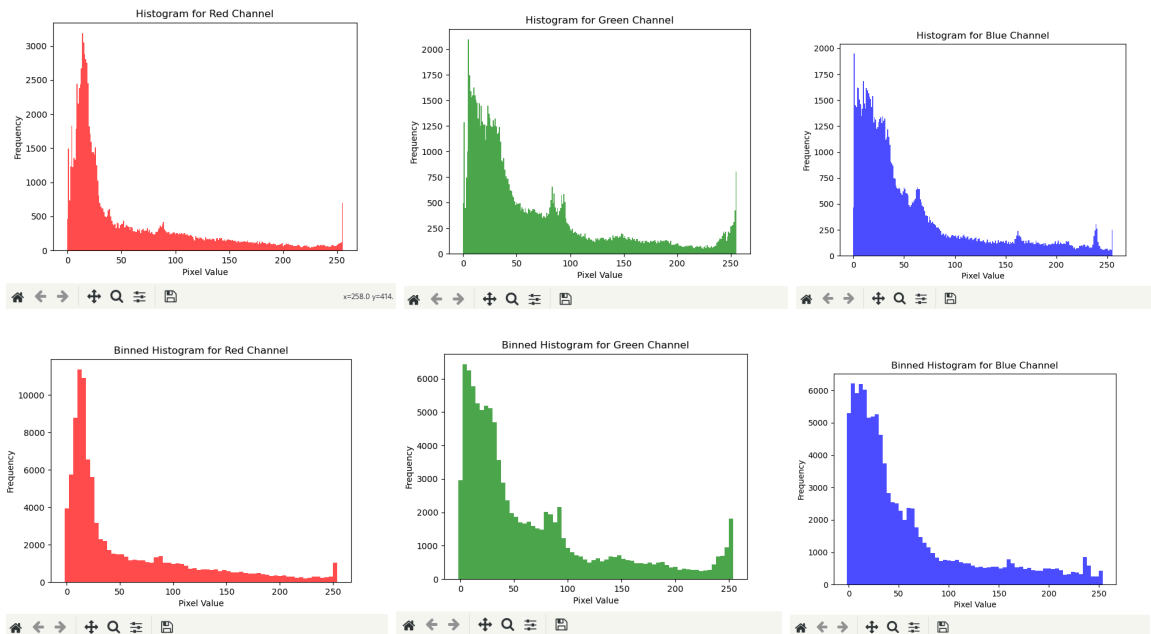 Histogram for Red Channel
3000
2500
2000
1500
1000
500
0
Frequency
0 50 100 150 200 250
Pixel Value
x=258.0 y=414.
Histogram for Green Channel
2000
1750
1500
1250
1000
750
500
250
0
Frequency
0 50 100 150 200 250
Pixel Value
Histogram for Blue Channel
2000
1750
1500
1250
1000
750
500
250
0
Frequency
0 50 100 150 200 250
Pixel Value
Binned Histogram for Red Channel
10000
8000
6000
4000
2000
0
Frequency
0 50 100 150 200 250
Pixel Value
Binned Histogram for Green Channel
6000
5000
4000
3000
2000
1000
0
Frequency
0 50 100 150 200 250
Pixel Value
Binned Histogram for Blue Channel
6000
5000
4000
3000
2000
1000
0
Frequency
0 50 100 150 200 250
Pixel Value